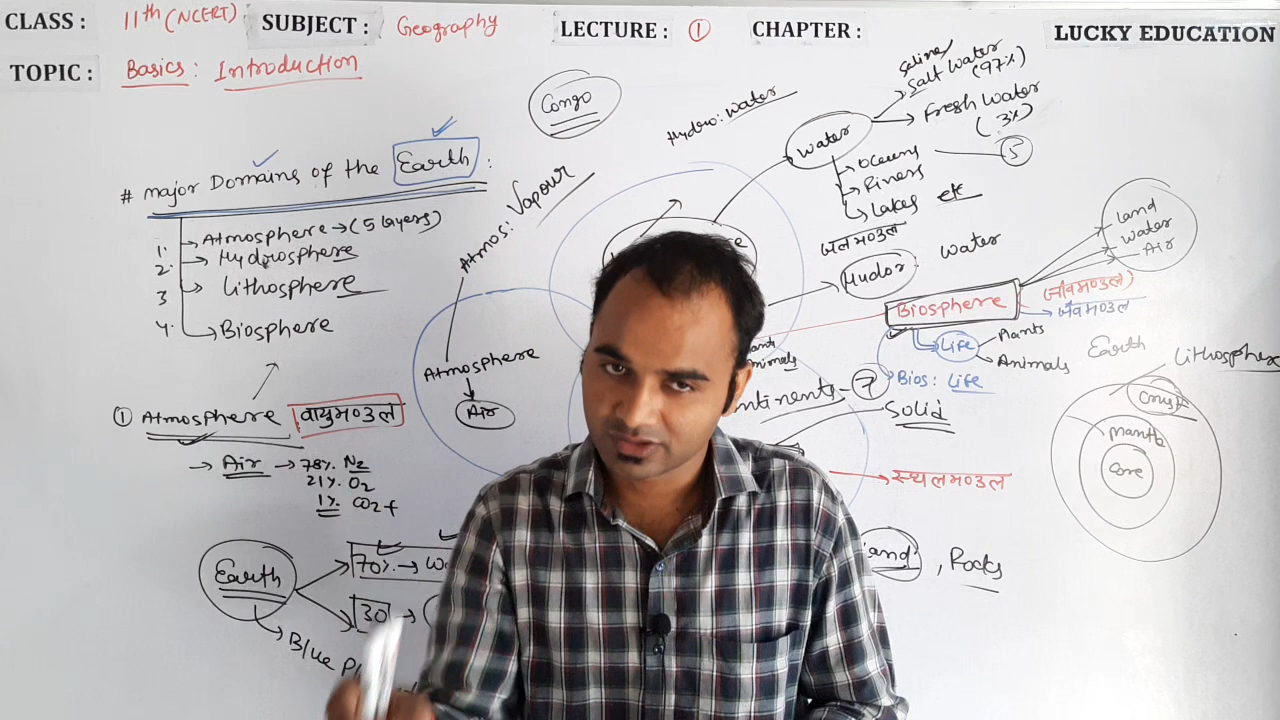 CLASS : 11th (NCERT) SUBJECT : Geography LECTURE : ① CHAPTER : LUCKY EDUCATION
TOPIC : Basics : Introduction
# major Domains of the Earth :
1. Atmosphere → (5 layers)
2. Hydrosphere
3 Lithosphere
4. Biosphere
① Atmosphere वायुमण्डल
→ Air → 78% N2
21% O2
1% CO2 +
Earth
70% →
30 →
Blue
Congo
Atmos: Vapour
Atmosphere
Air
Hydro: water
water
Saline/
Salt water
(97%)
Fresh water
(3%)
Oceans 5
Rivers
Lakes etc
जलमण्डल
Hudor: water
Biosphere
Land
water
Air
(जीवमण्डल)
जैवमण्डल
Life
Plants
Animals
Bios: Life
Continents - 7
Solid
स्थलमण्डल
Land, Rocks
Earth
Lithosphere
Crust
Mantle
Core